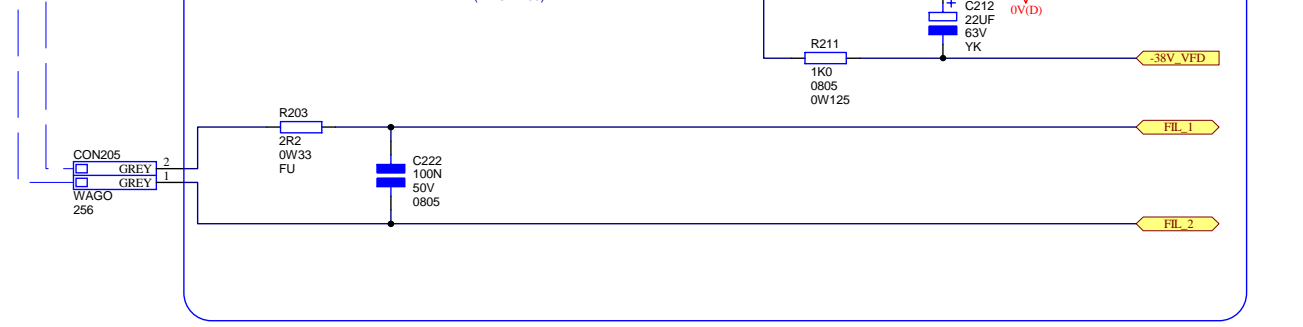 C212
22UF
63V
YK
0V(D)
R211
1K0
0805
0W125
-38V_VFD
R203
2R2
0W33
FU
FIL_1
CON205
GREY 2
GREY 1
WAGO
256
C222
100N
50V
0805
FIL_2